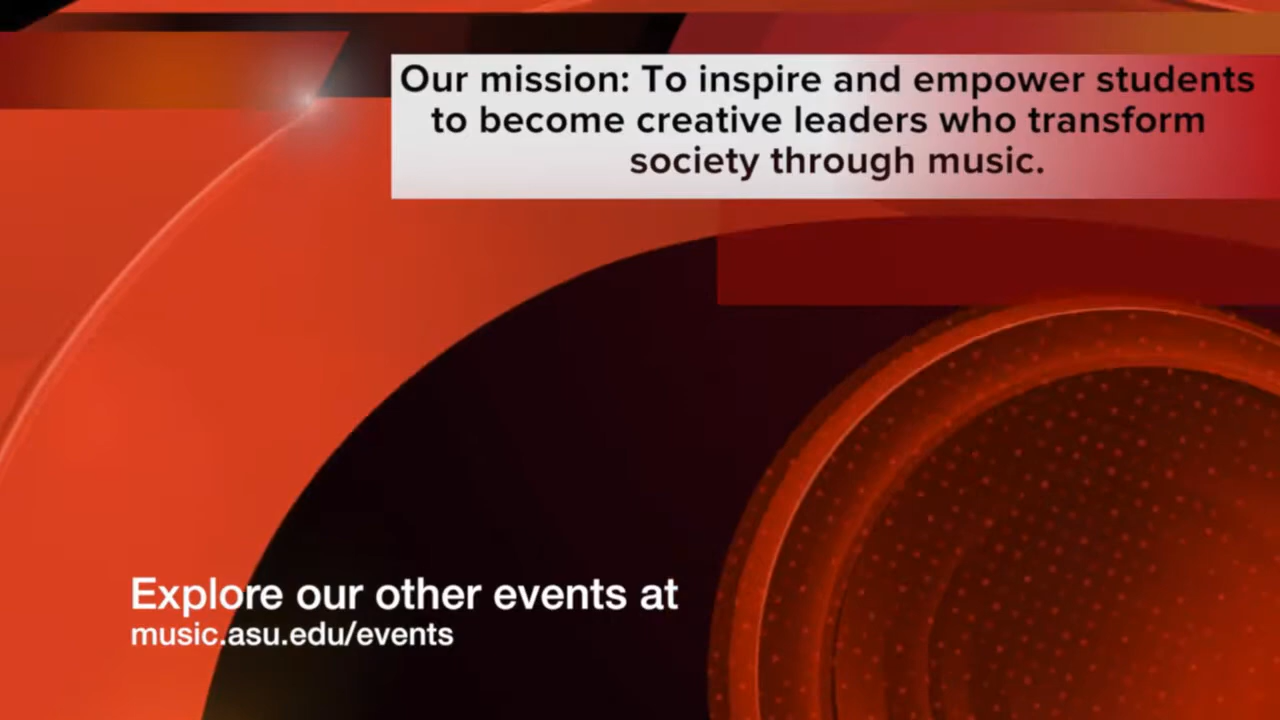 Our mission: To inspire and empower students
to become creative leaders who transform
society through music.
Explore our other events at
music.asu.edu/events